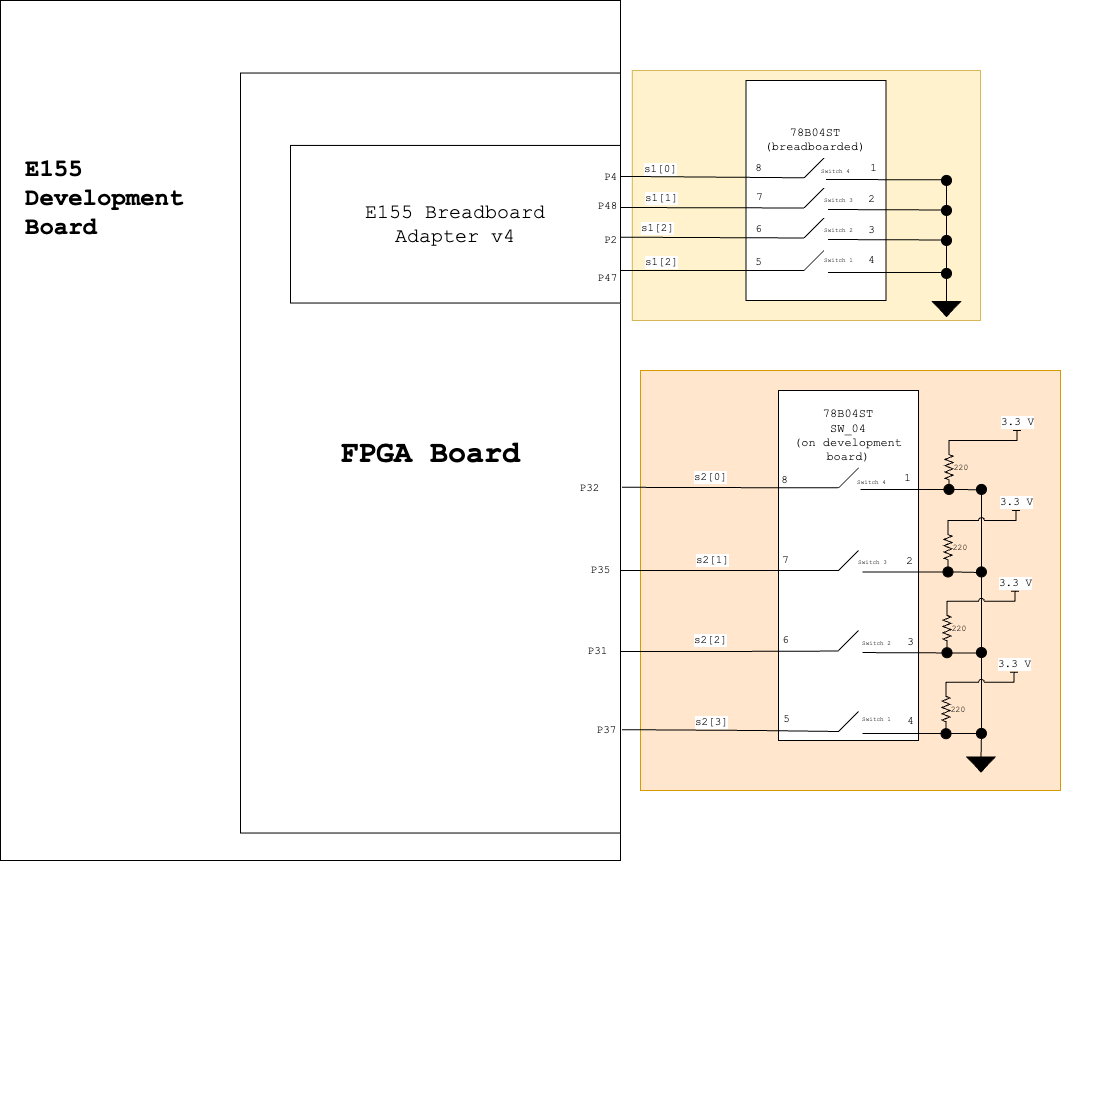 E155
Development
Board
E155 Breadboard
Adapter v4
FPGA Board
P4
P48
P2
P47
s1[0]
s1[1]
s1[2]
s1[2]
78B04ST
(breadboarded)
8
Switch 4
1
7
Switch 3
2
6
Switch 2
3
5
Switch 1
4
P32
P35
P31
P37
s2[0]
s2[1]
s2[2]
s2[3]
78B04ST
SW_04
(on development
board)
8
Switch 4
1
7
Switch 3
2
6
Switch 2
3
5
Switch 1
4
3.3 V
220
3.3 V
220
3.3 V
220
3.3 V
220